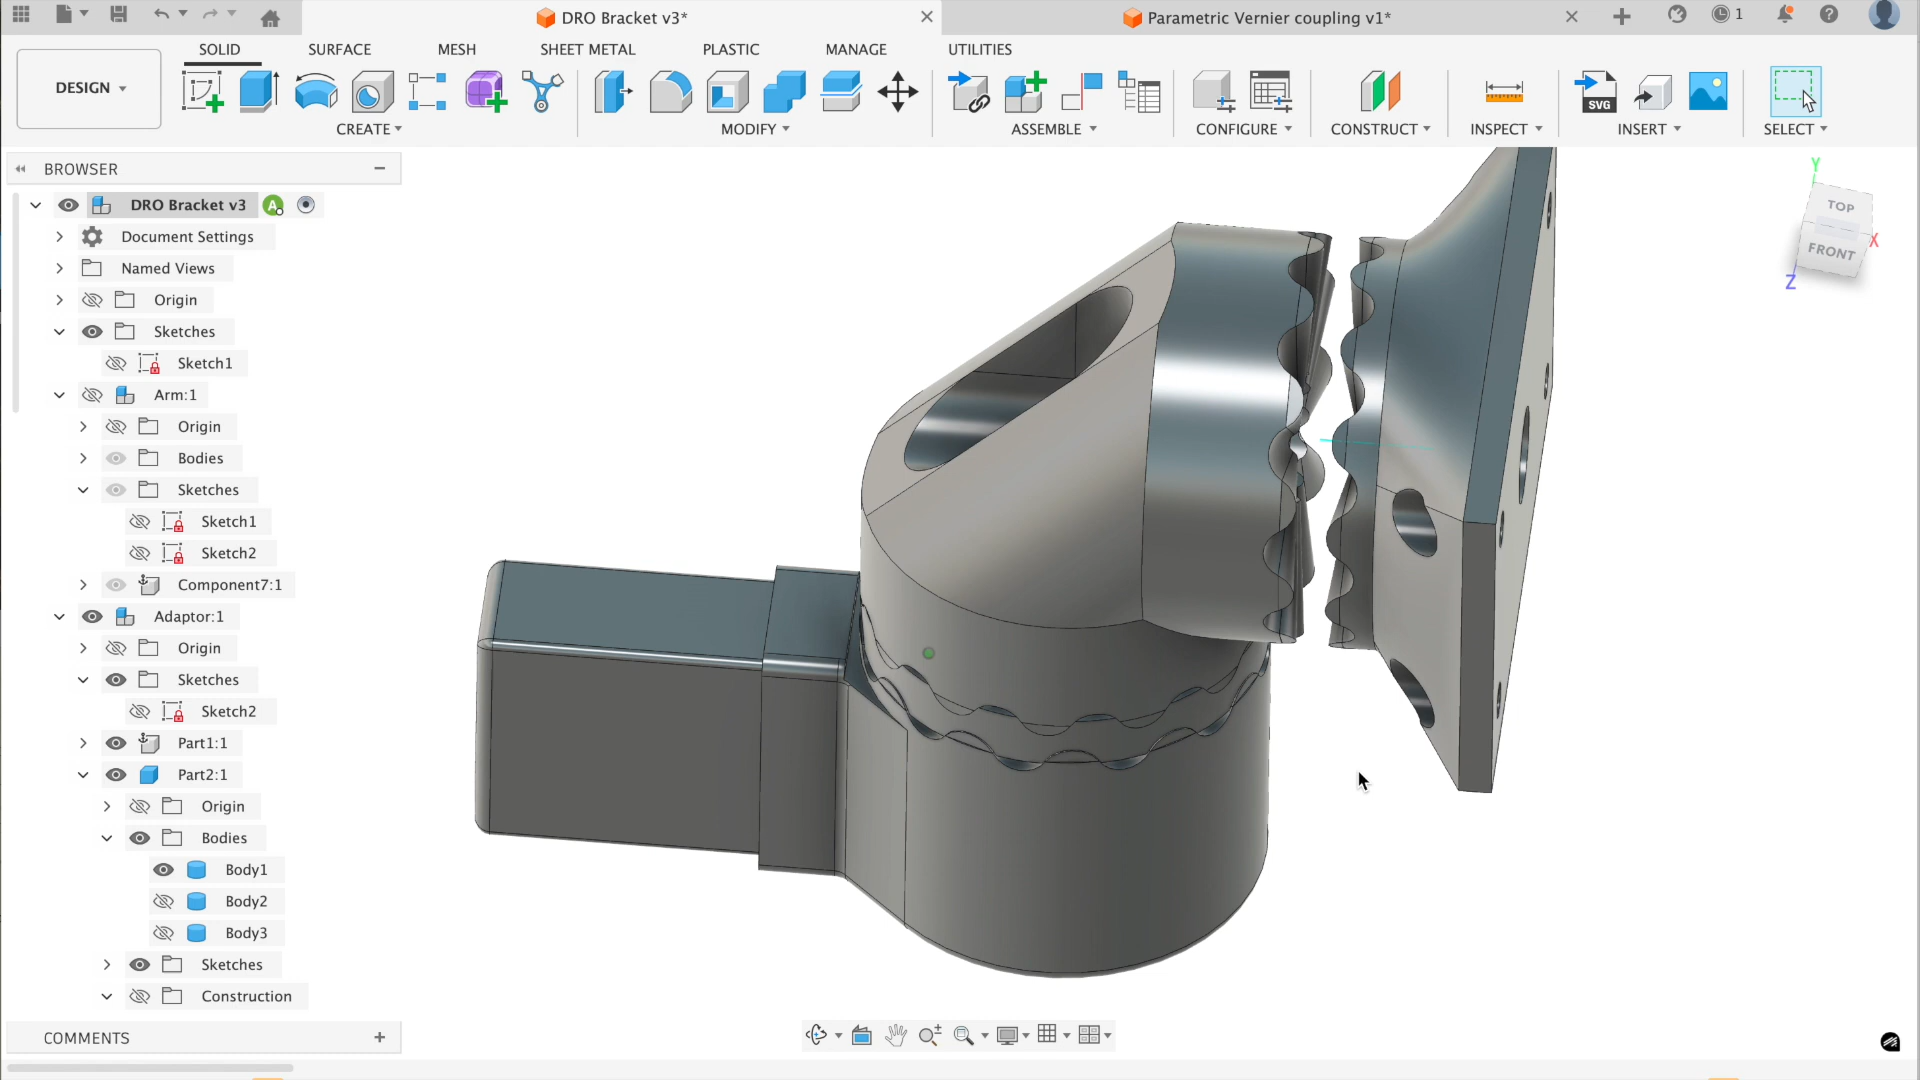 DRO Bracket v3*
Parametric Vernier coupling v1*
1
DESIGN
SOLID
SURFACE
MESH
SHEET METAL
PLASTIC
MANAGE
UTILITIES
SVG
CREATE
MODIFY
ASSEMBLE
CONFIGURE
CONSTRUCT
INSPECT
INSERT
SELECT
BROWSER
DRO Bracket v3
A
Document Settings
Named Views
Origin
Sketches
Sketch1
Arm:1
Origin
Bodies
Sketches
Sketch1
Sketch2
Component7:1
Adaptor:1
Origin
Sketches
Sketch2
Part1:1
Part2:1
Origin
Bodies
Body1
Body2
Body3
Sketches
Construction
COMMENTS
Y
TOP
X
FRONT
Z